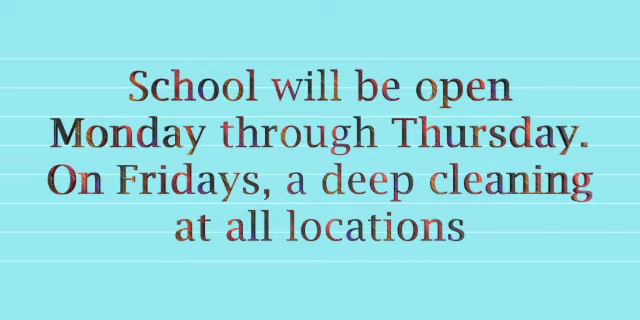 School will be open
Monday through Thursday.
On Fridays, a deep cleaning
at all locations